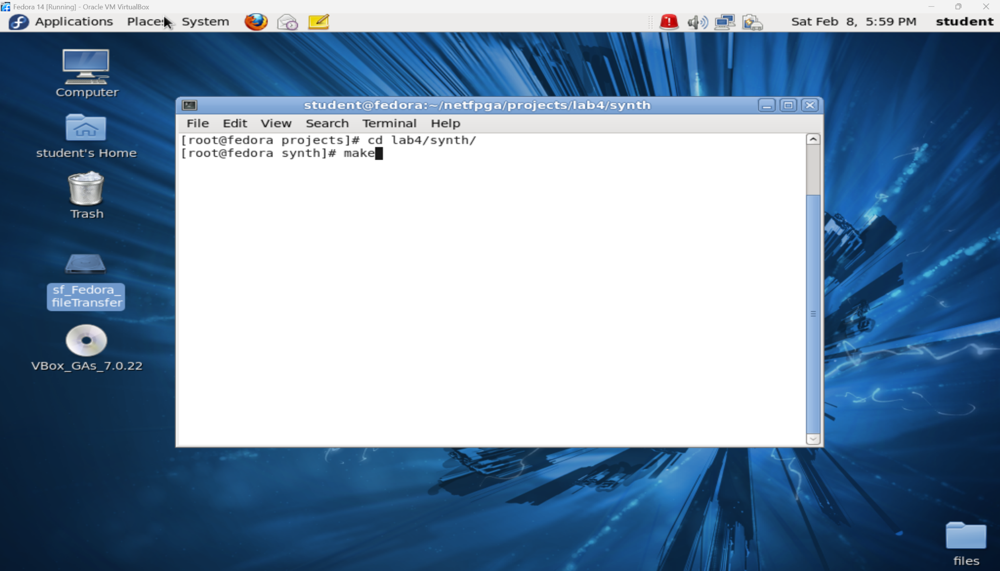 Fedora 14 [Running] - Oracle VM VirtualBox
Applications Places System Sat Feb 8, 5:59 PM student
Computer
student's Home
Trash
sf_Fedora_
fileTransfer
VBox_GAs_7.0.22
student@fedora:~/netfpga/projects/lab4/synth
File Edit View Search Terminal Help
[root@fedora projects]# cd lab4/synth/
[root@fedora synth]# make
files